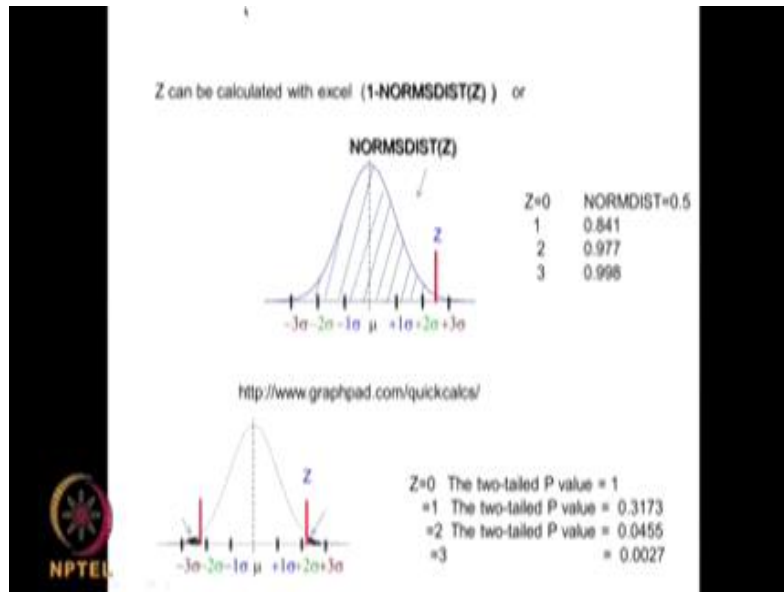 Z can be calculated with excel (1-NORMSDIST(Z) ) or
NORMSDIST(Z)
Z
-3σ -2σ -1σ μ +1σ +2σ +3σ
Z=0 NORMDIST=0.5
1 0.841
2 0.977
3 0.998
http://www.graphpad.com/quickcalcs/
Z
-3σ -2σ -1σ μ +1σ +2σ +3σ
Z=0 The two-tailed P value = 1
=1 The two-tailed P value = 0.3173
=2 The two-tailed P value = 0.0455
=3 = 0.0027
NPTEL